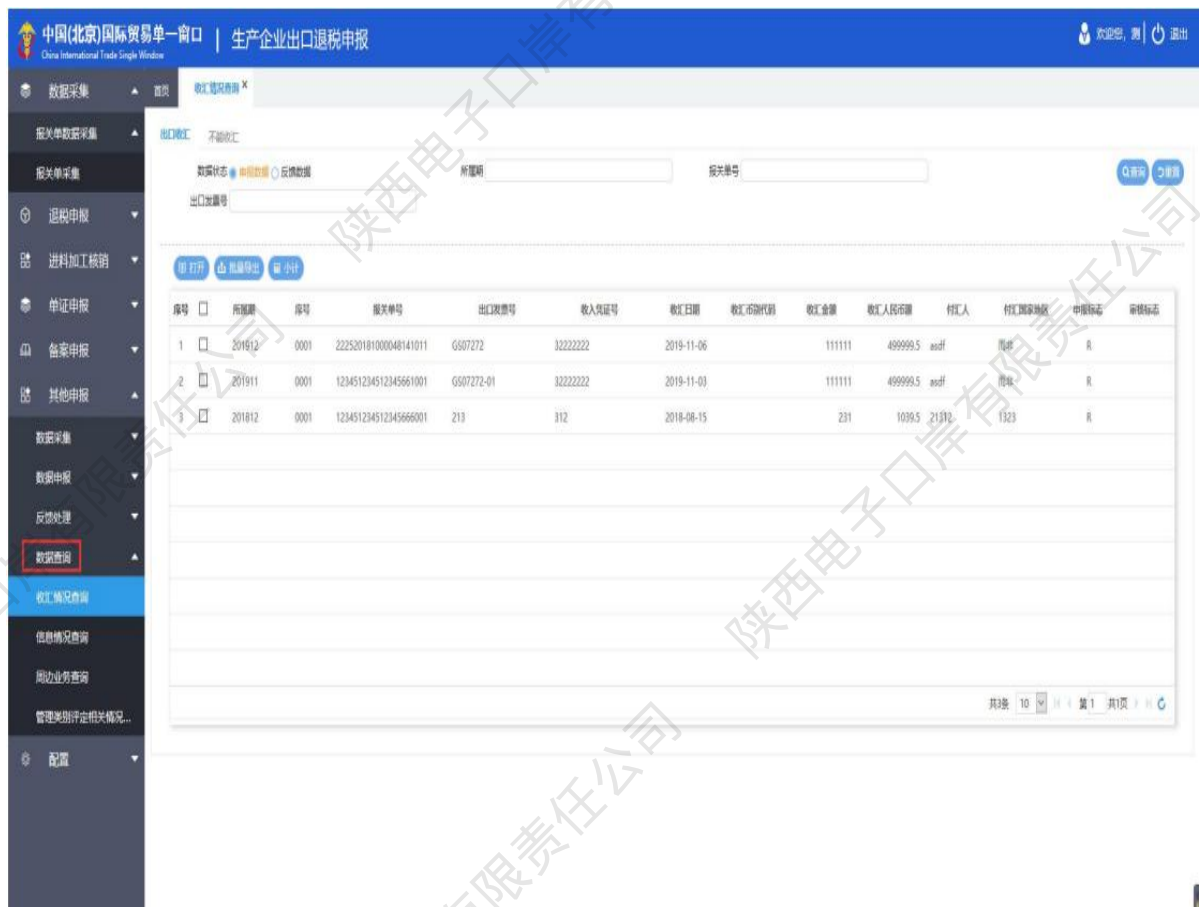 中国(北京)国际贸易单一窗口 | 生产企业出口退税申报
China International Trade Single Window
欢迎您, 测 | 退出
数据采集
首页 收汇情况查询 X
报关单数据采集
出口收汇 不能收汇
报关单采集
数据状态 申报数据 反馈数据 所属期 报关单号 查询 重置
出口发票号
退税申报
进料加工核销
打开 批量导出 小计
单证申报
序号 所属期 序号 报关单号 出口发票号 收入凭证号 收汇日期 收汇币别代码 收汇金额 收汇人民币额 付汇人 付汇国家地区 申报标志 审核标志
1 201912 0001 222520181000048141011 GS07272 32222222 2019-11-06 111111 499999.5 asdf R
备案申报
2 201911 0001 123451234512345661001 GS07272-01 32222222 2019-11-03 111111 499999.5 asdf R
其他申报
3 201812 0001 123451234512345666001 213 312 2018-08-15 231 1039.5 21312 1323 R
数据采集
数据申报
反馈处理
数据查询
收汇情况查询
信息情况查询
周边业务查询
管理类别评定相关情况...
共3条 10 第 1 共1页
配置
陕西电子口岸有限责任公司